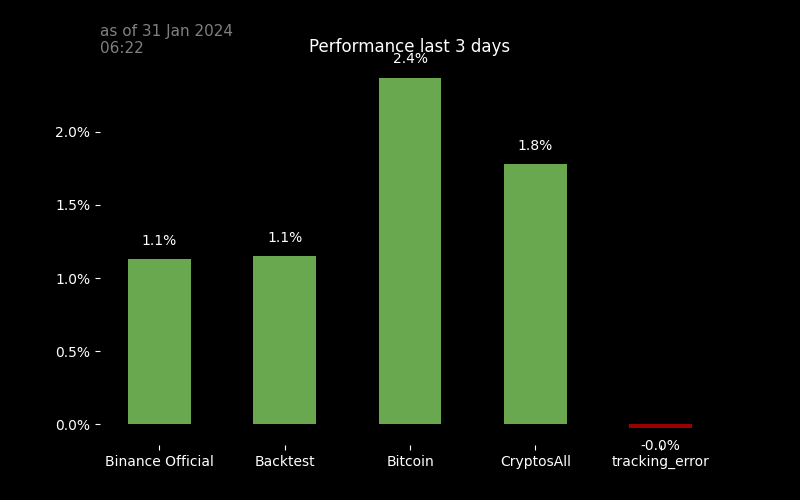 as of 31 Jan 2024
06:22
Performance last 3 days
2.4%
2.0%
1.8%
1.5%
1.1%
1.1%
1.0%
0.5%
0.0%
-0.0%
Binance Official
Backtest
Bitcoin
CryptosAll
tracking_error